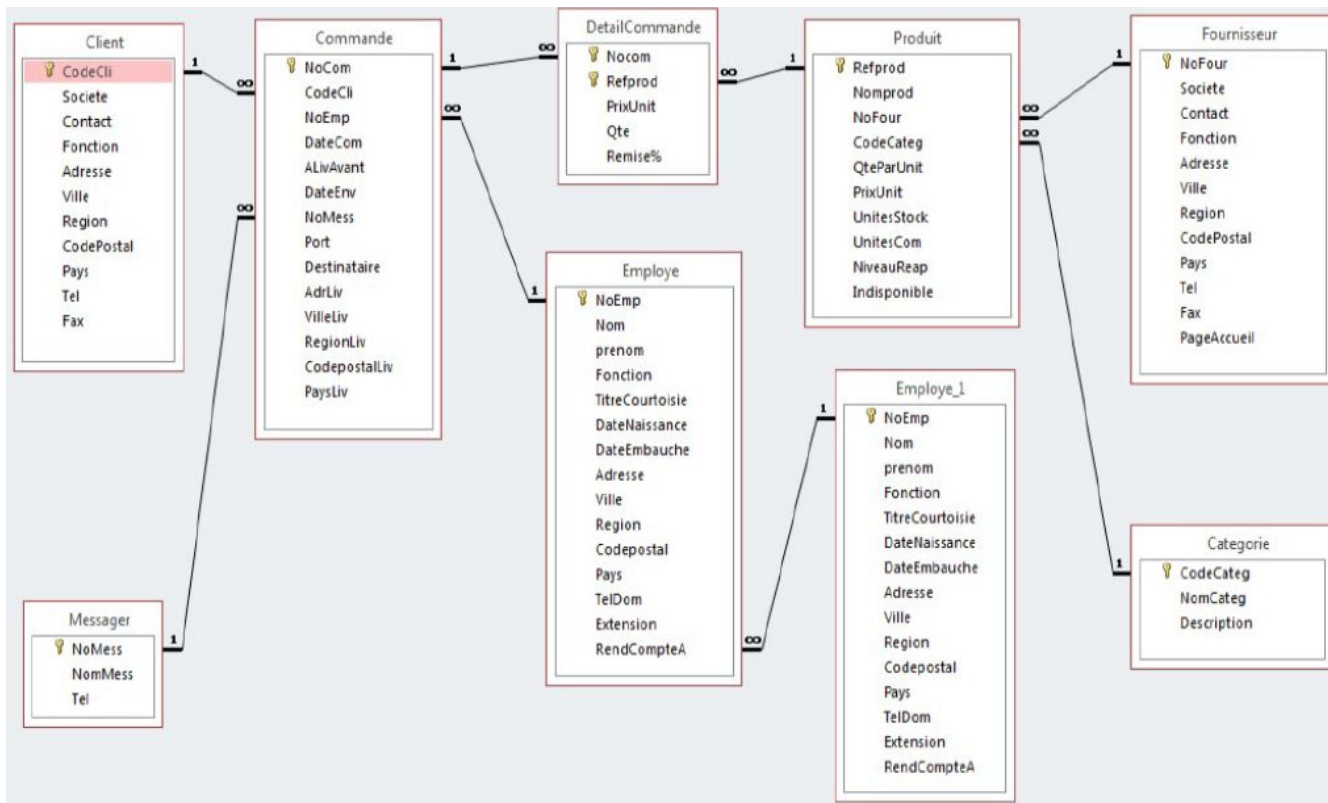 Client
CodeCli
Societe
Contact
Fonction
Adresse
Ville
Region
CodePostal
Pays
Tel
Fax
1
∞
Commande
NoCom
CodeCli
NoEmp
DateCom
ALivAvant
DateEnv
NoMess
Port
Destinataire
AdrLiv
VilleLiv
RegionLiv
CodepostalLiv
PaysLiv
∞
1
∞
1
∞
DetailCommande
Nocom
Refprod
PrixUnit
Qte
Remise%
∞
1
Produit
Refprod
Nomprod
NoFour
CodeCateg
QteParUnit
PrixUnit
UnitesStock
UnitesCom
NiveauReap
Indisponible
∞
∞
1
Fournisseur
NoFour
Societe
Contact
Fonction
Adresse
Ville
Region
CodePostal
Pays
Tel
Fax
PageAccueil
Messager
NoMess
NomMess
Tel
1
1
Employe
NoEmp
Nom
prenom
Fonction
TitreCourtoisie
DateNaissance
DateEmbauche
Adresse
Ville
Region
Codepostal
Pays
TelDom
Extension
RendCompteA
∞
1
Employe_1
NoEmp
Nom
prenom
Fonction
TitreCourtoisie
DateNaissance
DateEmbauche
Adresse
Ville
Region
Codepostal
Pays
TelDom
Extension
RendCompteA
1
Categorie
CodeCateg
NomCateg
Description